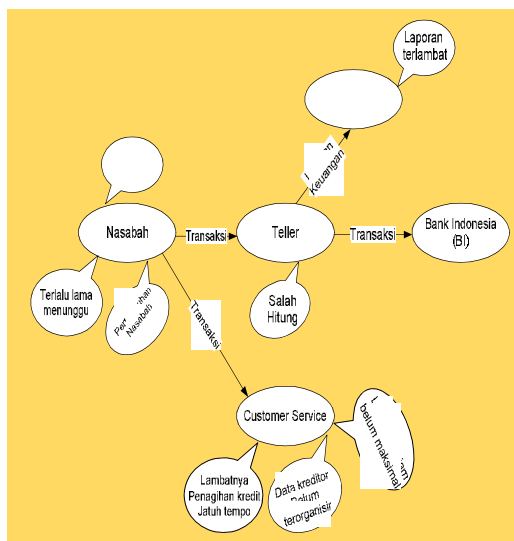 Laporan
terlambat
Keuangan
Nasabah
Transaksi
Teller
Transaksi
Bank Indonesia
(BI)
Terlalu lama
menunggu
Nasabah
Transaksi
Salah
Hitung
Customer Service
belum maksimal
Lambatnya
Penagihan kredit
Jatuh tempo
Data kreditor
terorganisir